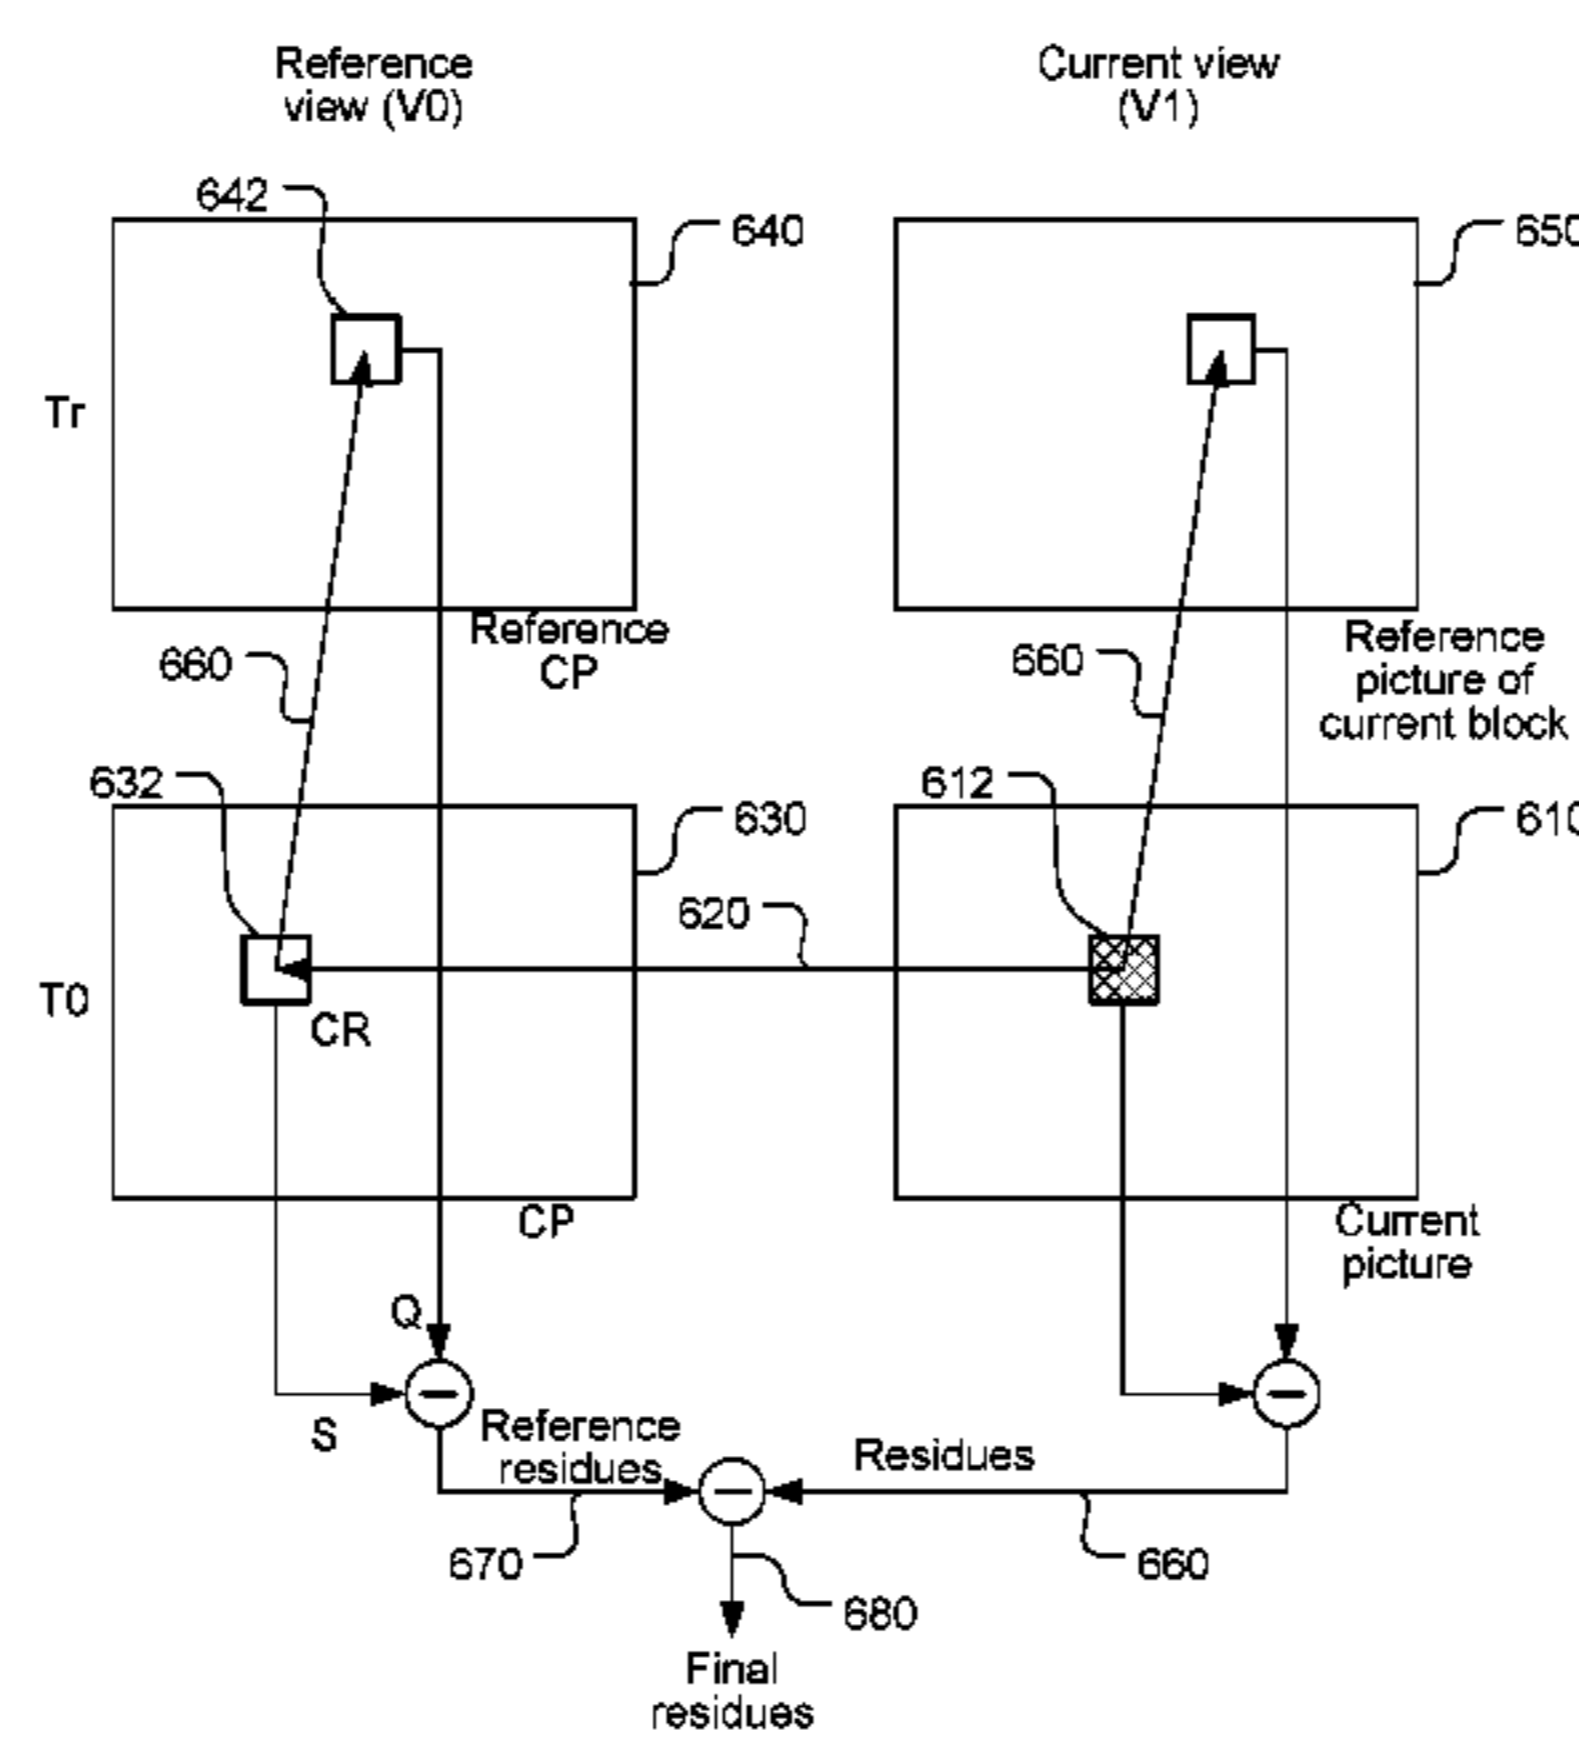 Reference
view (V0)
Current view
(V1)
642
640
650
Tr
Reference
CP
Reference
picture of
current block
660
660
632
630
612
610
620
T0
CR
CP
Current
picture
Q
S
Reference
residues
Residues
670
660
680
Final
residues